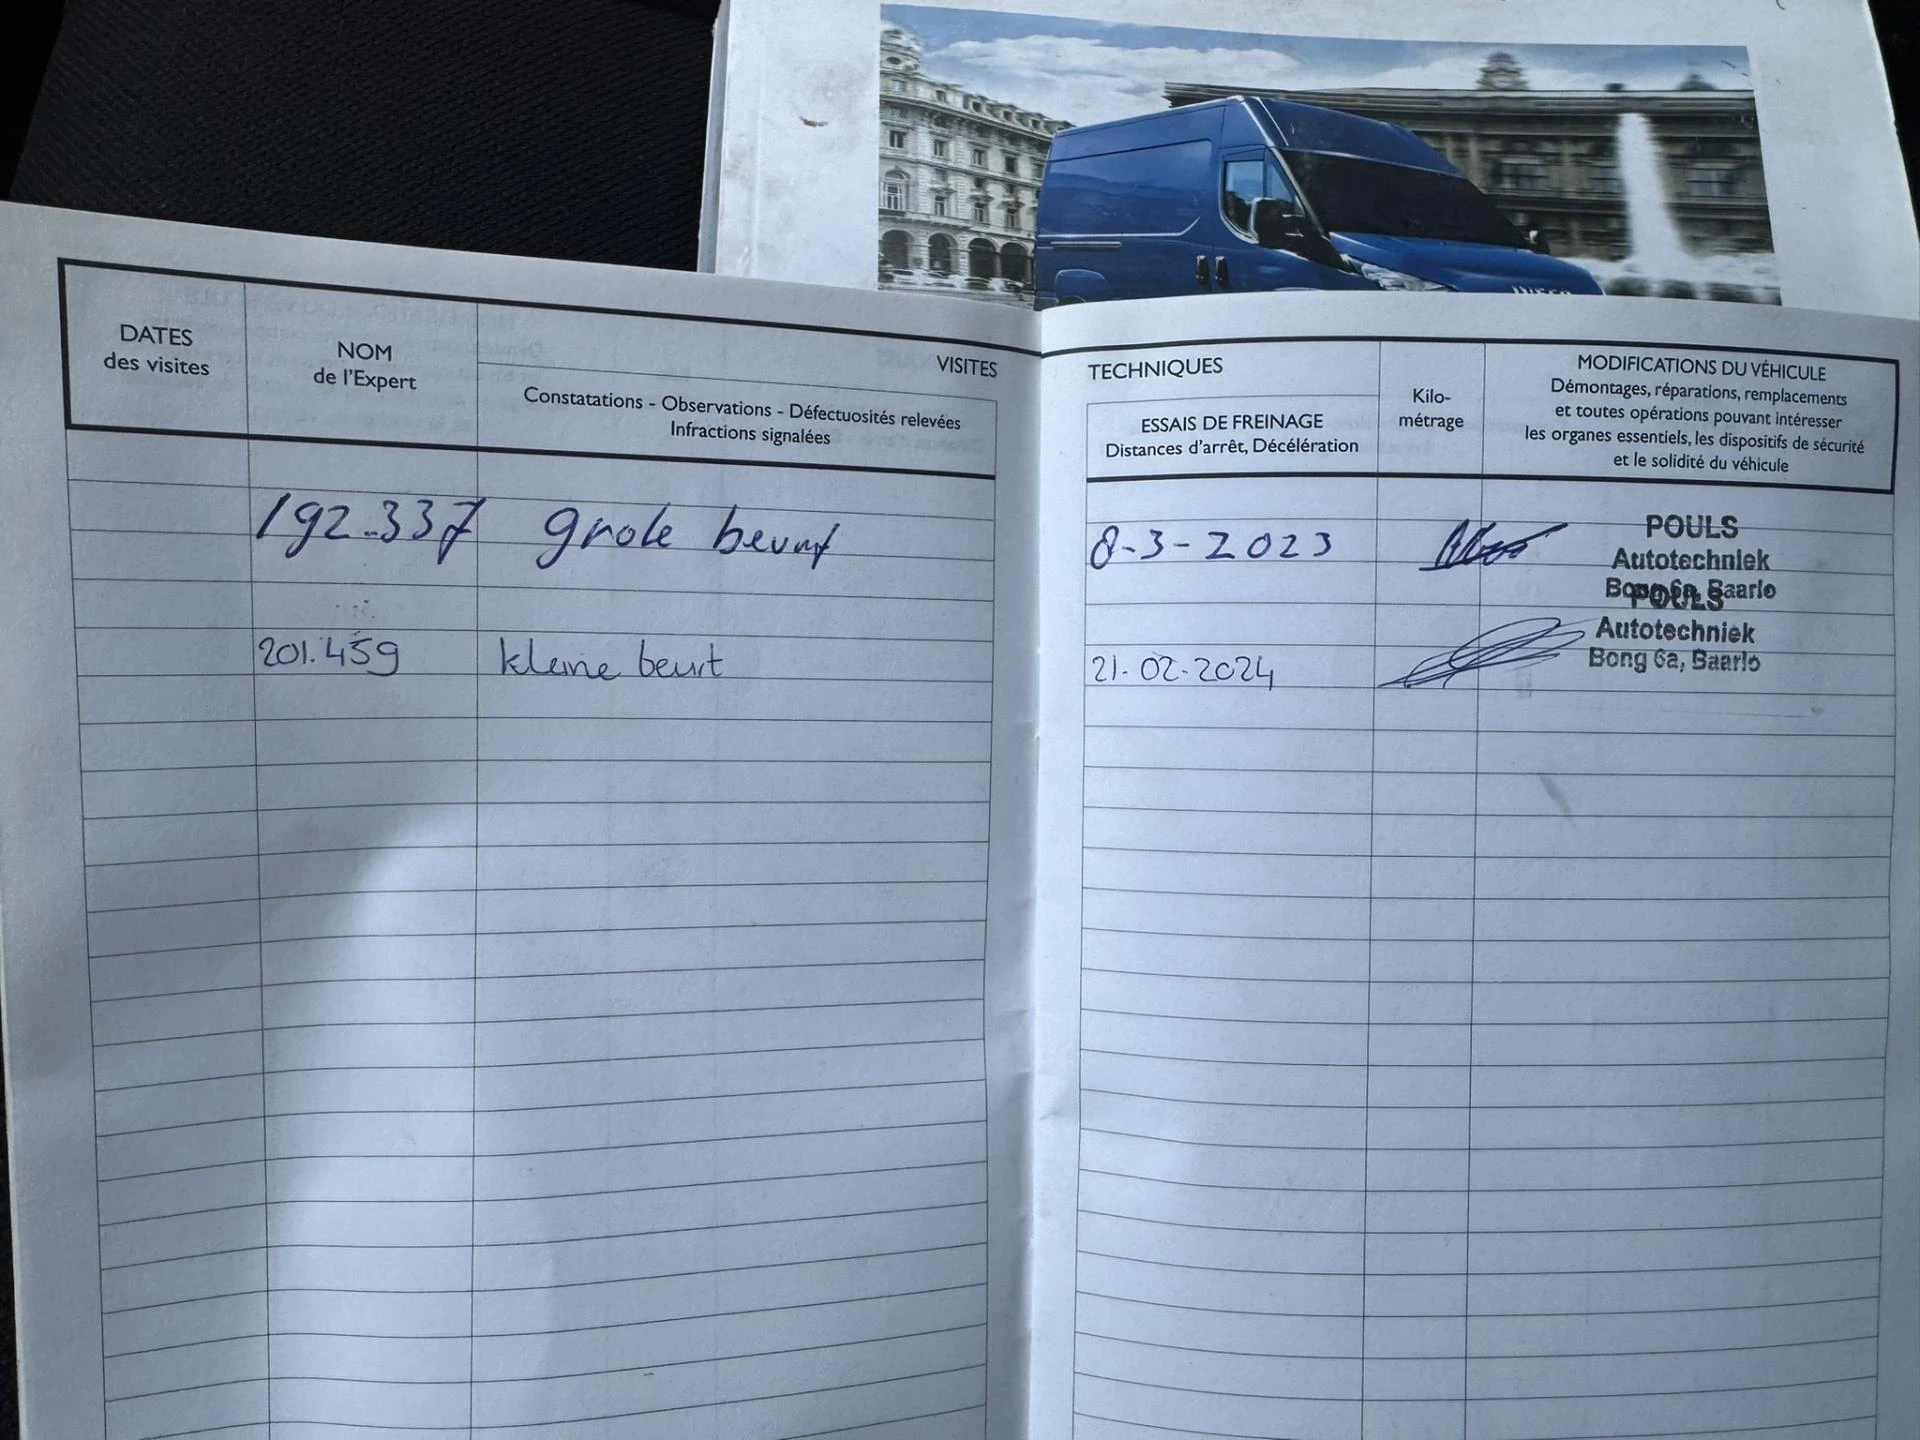 DATES
des visites
NOM
de l'Expert
VISITES
Constatations - Observations - Défectuosités relevées
Infractions signalées
TECHNIQUES
ESSAIS DE FREINAGE
Distances d'arrêt, Décélération
Kilo-
métrage
MODIFICATIONS DU VÉHICULE
Démontages, réparations, remplacements
et toutes opérations pouvant intéresser
les organes essentiels, les dispositifs de sécurité
et le solidité du véhicule
192.337 grote beurt 8-3-2023
POULS
Autotechniek
Bong 6a, Baarlo
201.459 kleine beurt 21-02-2024
POULS
Autotechniek
Bong 6a, Baarlo